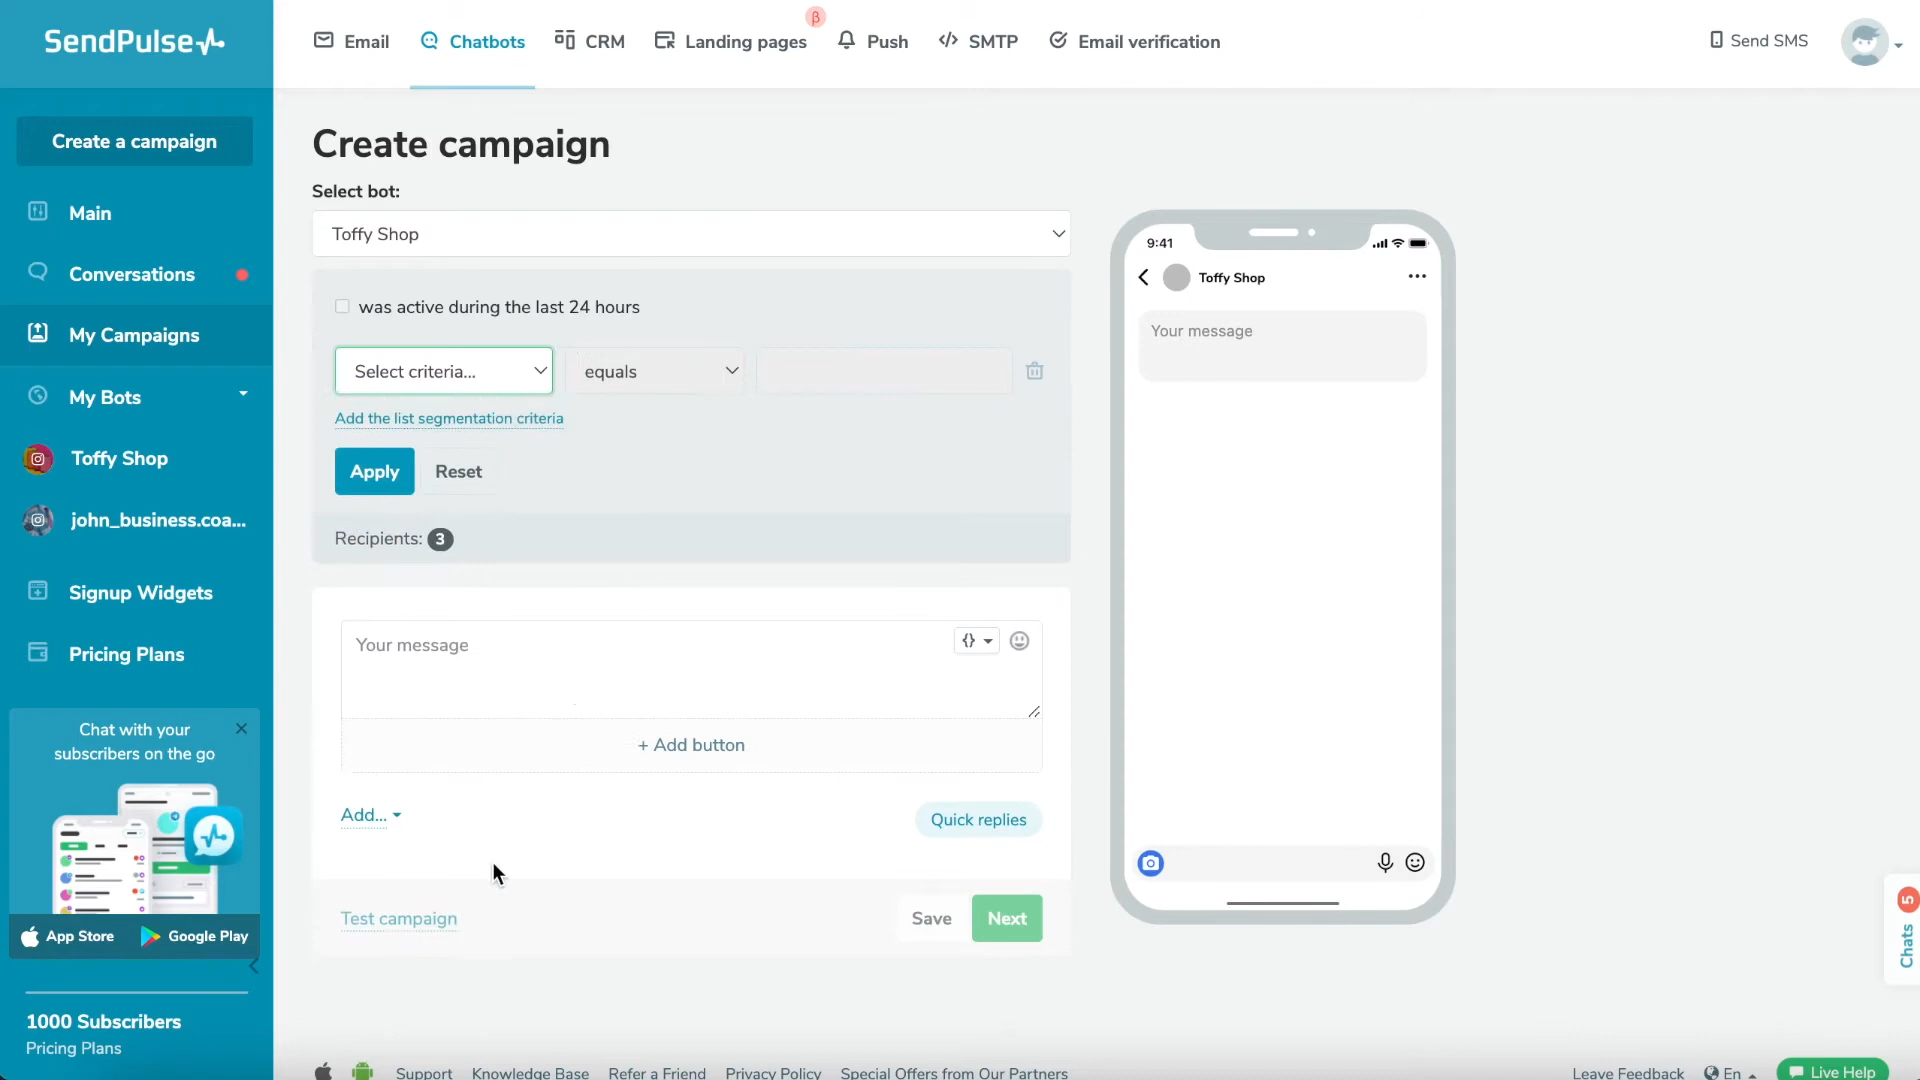 SendPulse
Email
Chatbots
CRM
Landing pages
β
Push
SMTP
Email verification
Send SMS
Create a campaign
Main
Conversations
My Campaigns
My Bots
Toffy Shop
john_business.coa...
Signup Widgets
Pricing Plans
Chat with your
subscribers on the go
App Store
Google Play
1000 Subscribers
Pricing Plans
Create campaign
Select bot:
Toffy Shop
was active during the last 24 hours
Select criteria...
equals
Add the list segmentation criteria
Apply
Reset
Recipients: 3
Your message
{}
+ Add button
Add...
Quick replies
Test campaign
Save
Next
9:41
Toffy Shop
Your message
5
Chats
Support
Knowledge Base
Refer a Friend
Privacy Policy
Special Offers from Our Partners
Leave Feedback
En
Live Help